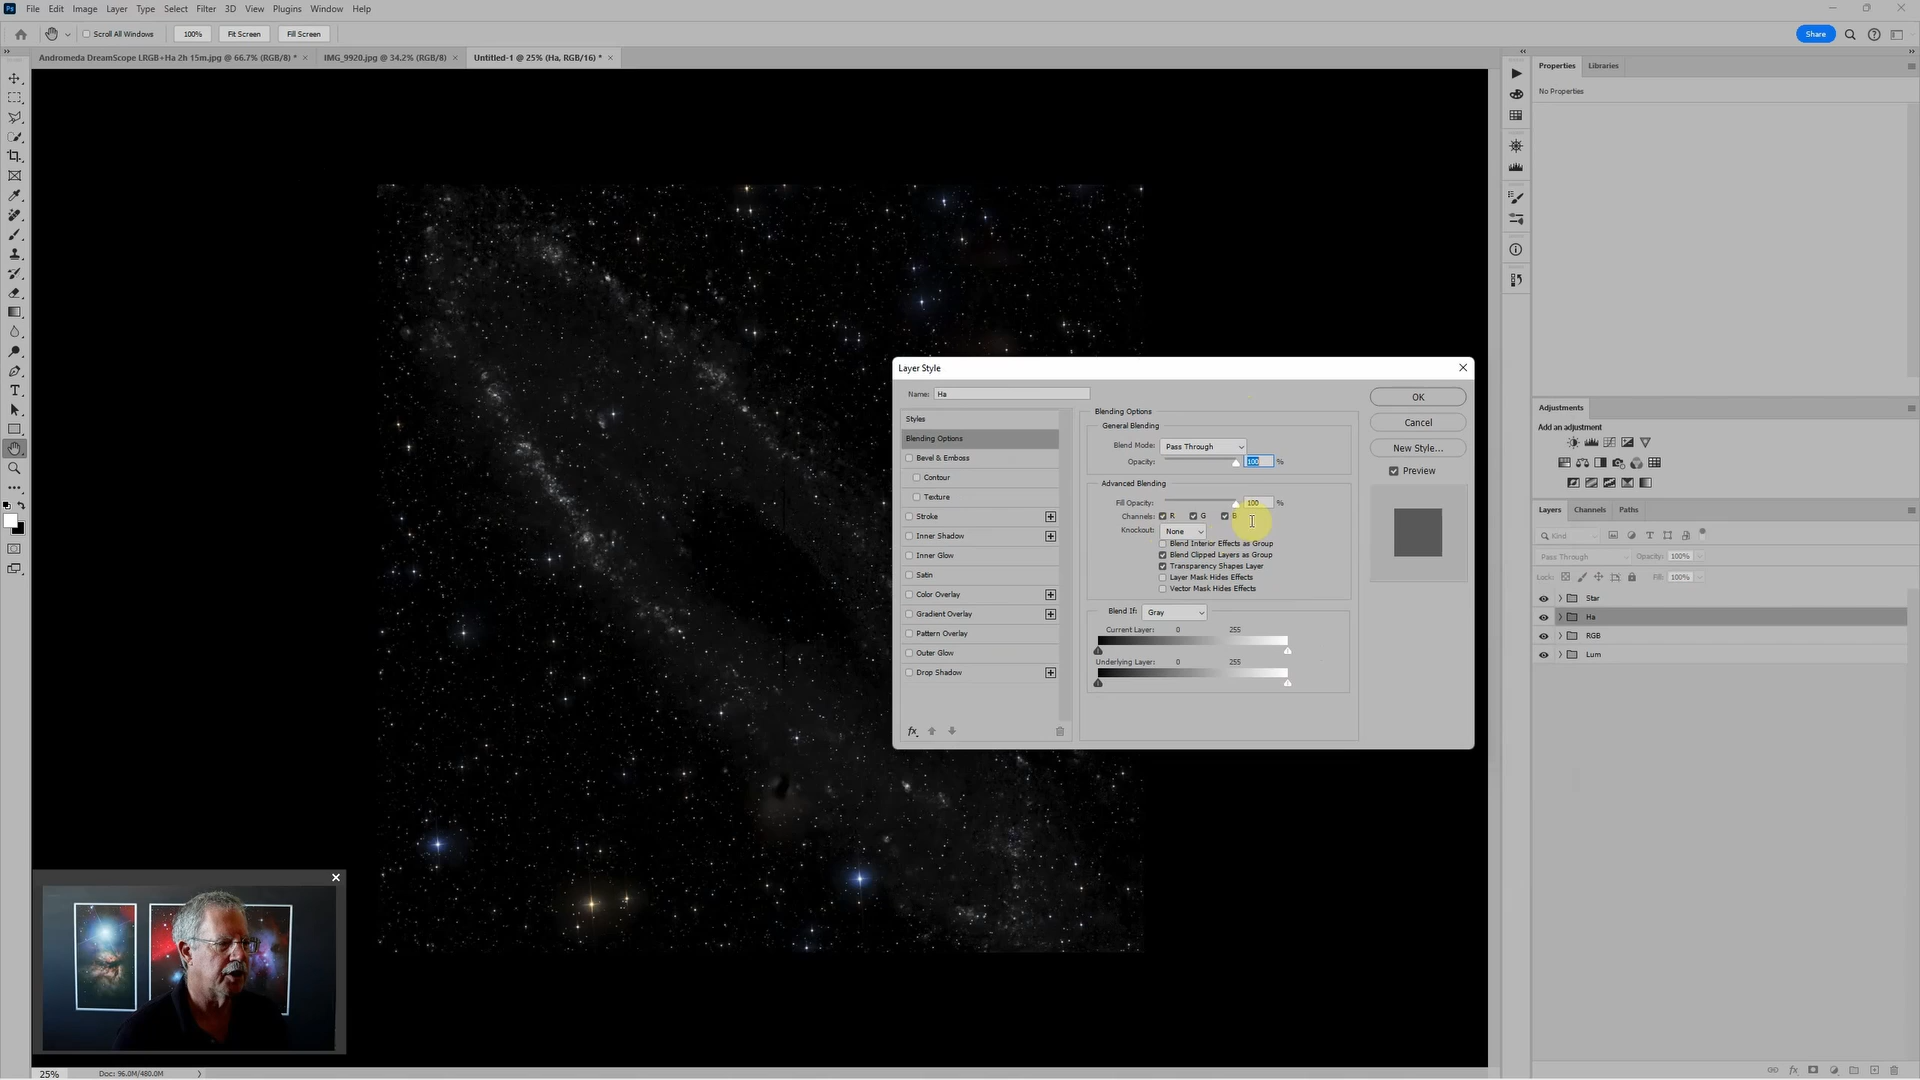 Ps File Edit Image Layer Type Select Filter 3D View Plugins Window Help
Scroll All Windows 100% Fit Screen Fill Screen Share
Andromeda DreamScope LRGB+Ha 2h 15m.jpg @ 66.7% (RGB/8) * × IMG_9920.jpg @ 34.2% (RGB/8) × Untitled-1 @ 25% (Ha, RGB/16) * ×
Properties Libraries
No Properties
Layer Style
Name: Ha
Styles
Blending Options
Bevel & Emboss
Contour
Texture
Stroke
Inner Shadow
Inner Glow
Satin
Color Overlay
Gradient Overlay
Pattern Overlay
Outer Glow
Drop Shadow
fx
Blending Options
General Blending
Blend Mode: Pass Through
Opacity: 100 %
Advanced Blending
Fill Opacity: 100 %
Channels: R G B
Knockout: None
Blend Interior Effects as Group
Blend Clipped Layers as Group
Transparency Shapes Layer
Layer Mask Hides Effects
Vector Mask Hides Effects
Blend If: Gray
Current Layer: 0 255
Underlying Layer: 0 255
OK
Cancel
New Style...
Preview
Adjustments
Add an adjustment
Layers Channels Paths
Kind
Pass Through Opacity: 100%
Lock: Fill: 100%
Star
Ha
RGB
Lum
fx
25% Doc: 96.0M/480.0M